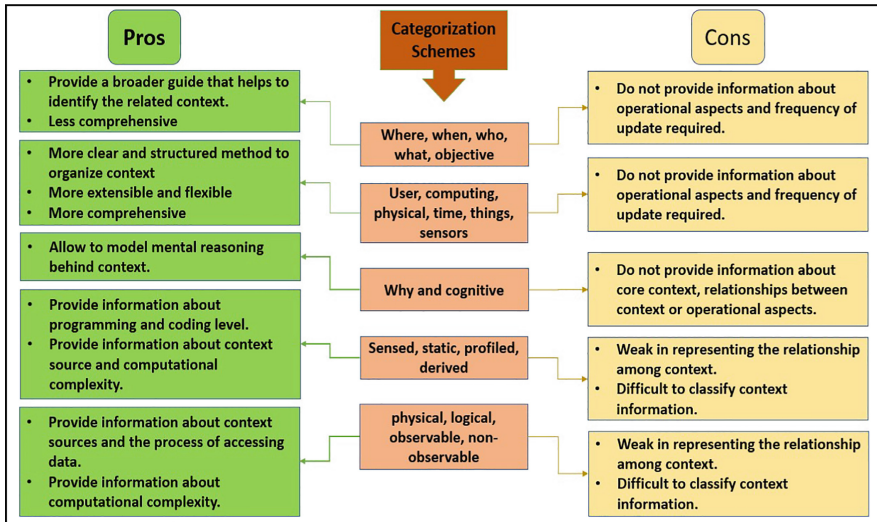 Pros
Categorization
Schemes
Cons
• Provide a broader guide that helps to
identify the related context.
• Less comprehensive
Where, when, who,
what, objective
• Do not provide information about
operational aspects and frequency of
update required.
• More clear and structured method to
organize context
• More extensible and flexible
• More comprehensive
User, computing,
physical, time, things,
sensors
• Do not provide information about
operational aspects and frequency of
update required.
• Allow to model mental reasoning
behind context.
Why and cognitive
• Do not provide information about
core context, relationships between
context or operational aspects.
• Provide information about
programming and coding level.
• Provide information about context
source and computational
complexity.
Sensed, static, profiled,
derived
• Weak in representing the relationship
among context.
• Difficult to classify context
information.
• Provide information about context
sources and the process of accessing
data.
• Provide information about
computational complexity.
physical, logical,
observable, non-
observable
• Weak in representing the relationship
among context.
• Difficult to classify context
information.